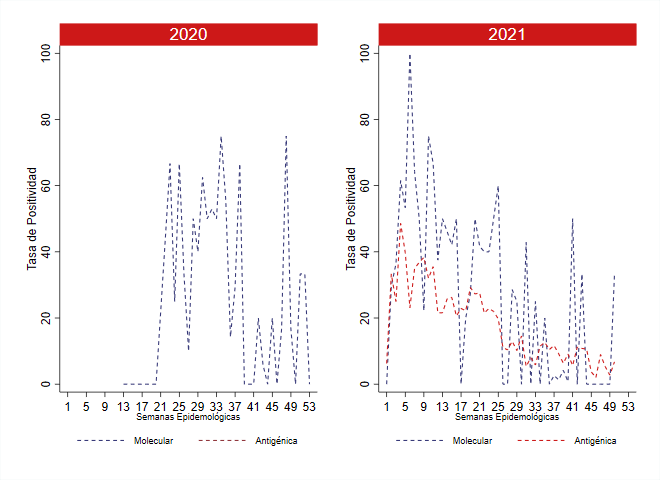 2020
2021
Tasa de Positividad
100
80
60
40
20
0
1 5 9 13 17 21 25 29 33 37 41 45 49 53
Semanas Epidemológicas
Molecular Antigénica
Tasa de Positividad
100
80
60
40
20
0
1 5 9 13 17 21 25 29 33 37 41 45 49 53
Semanas Epidemológicas
Molecular Antigénica